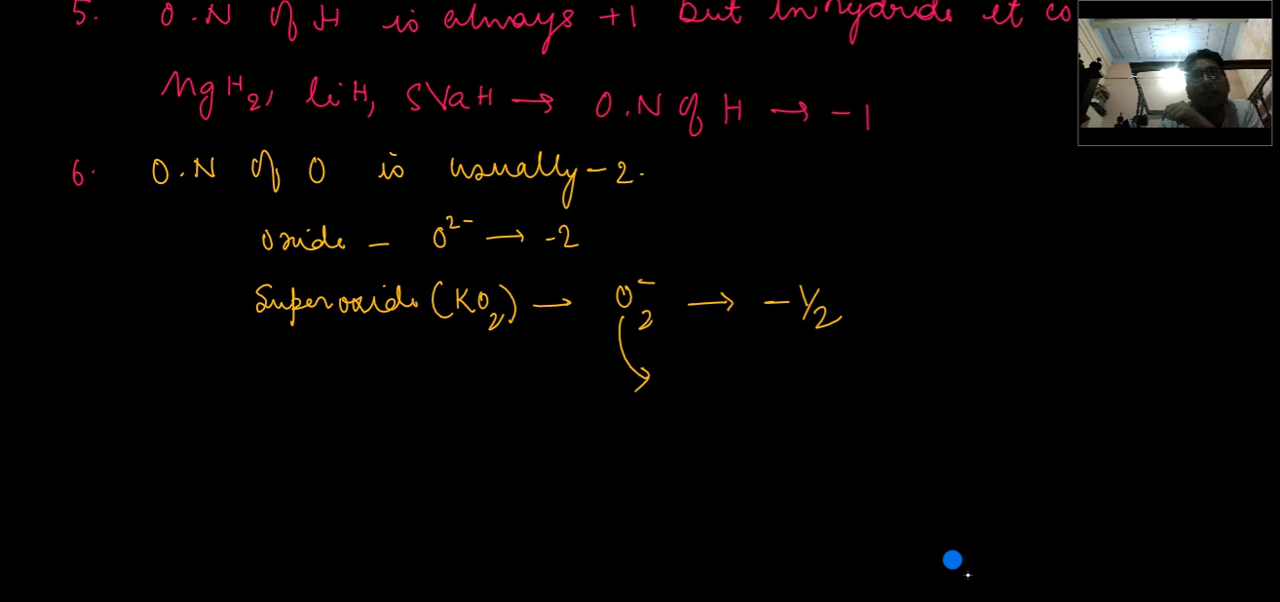 5. O.N of H is always +1 But in hydride it co
MgH₂, LiH, NaH → O.N of H → -1
6. O.N of O is usually -2.
Oxide - O²⁻ → -2
Superoxide (KO₂) → O₂⁻ → -1/2